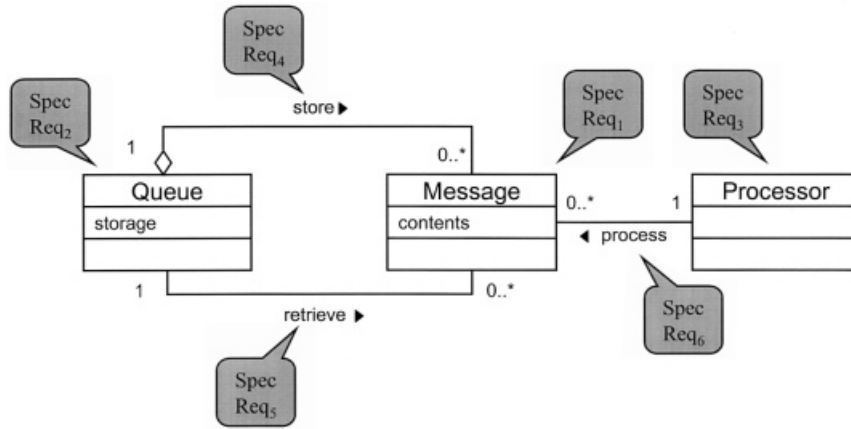 Spec
Req₄
Spec
Req₂
store ▶
Spec
Req₁
Spec
Req₃
1
0..*
Queue
storage
Message
contents
Processor
0..*
1
◀ process
1
0..*
retrieve ▶
Spec
Req₆
Spec
Req₅